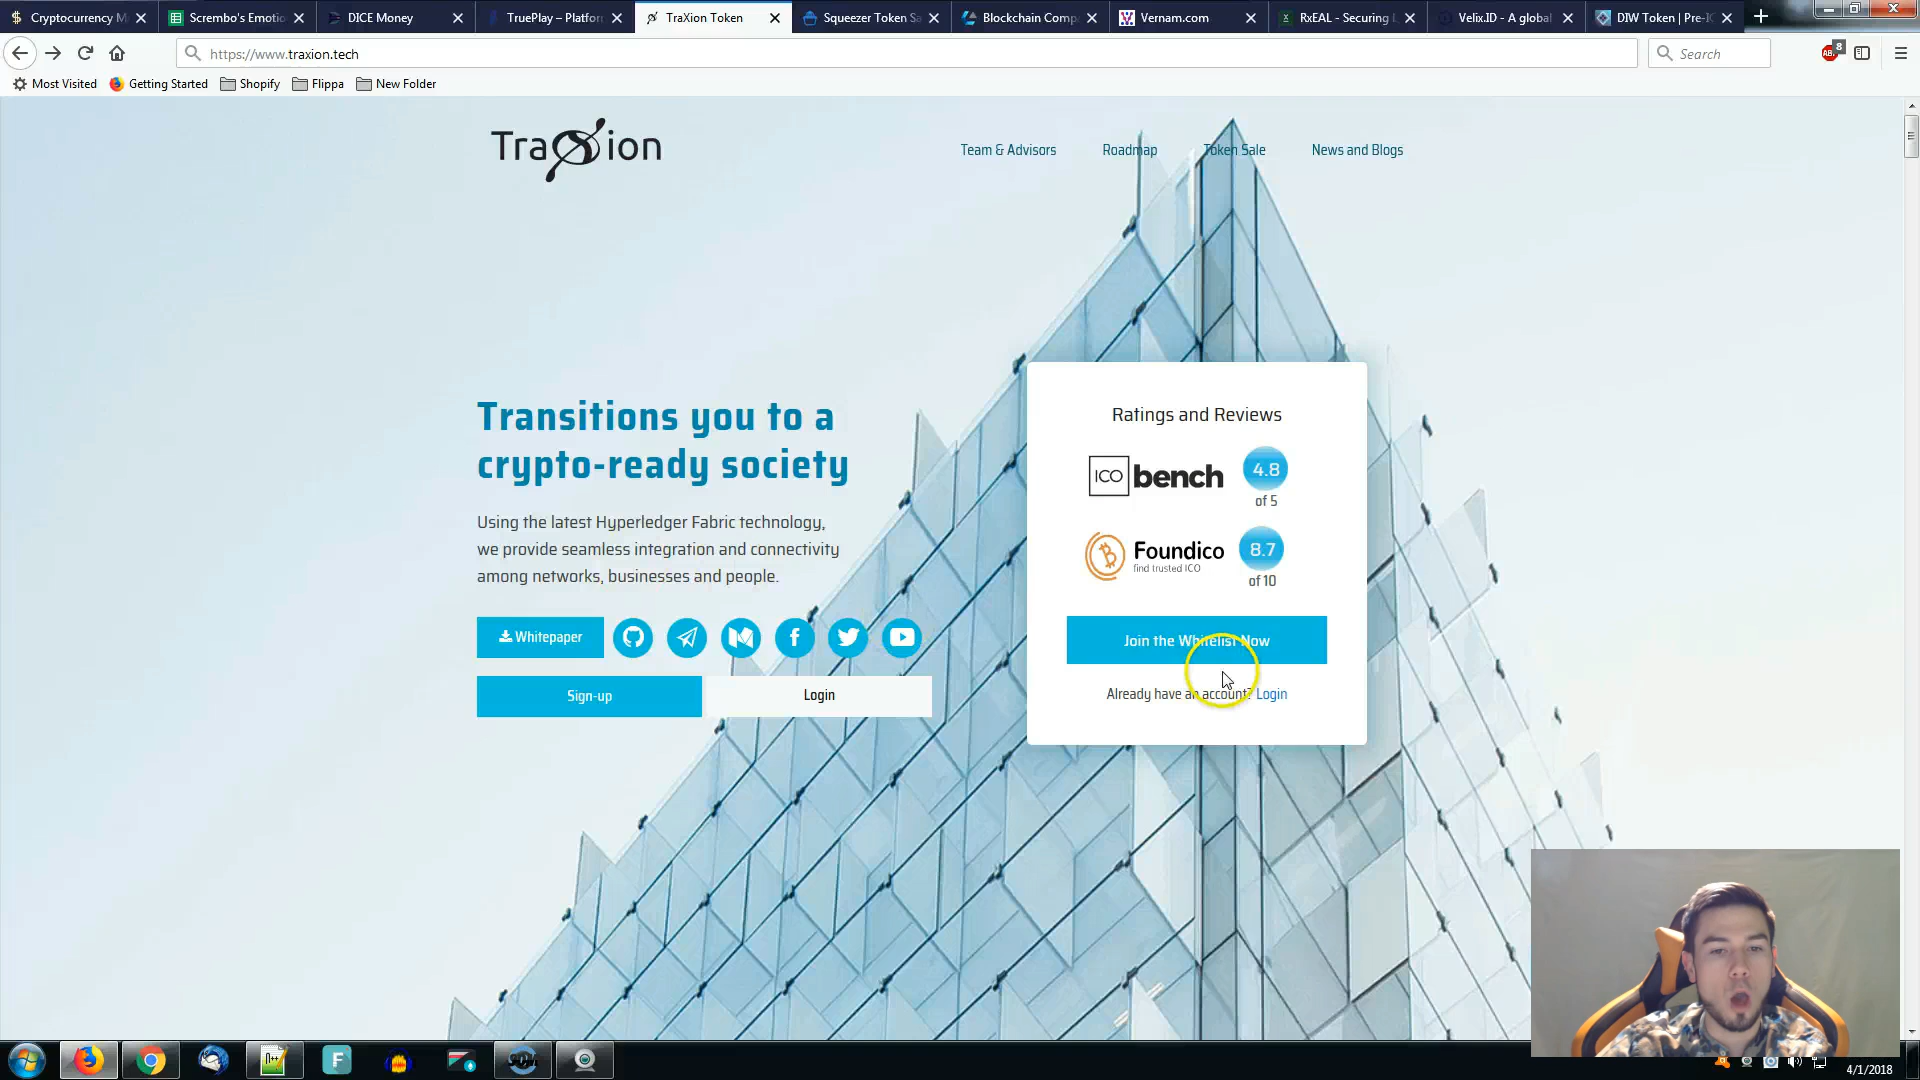 Cryptocurrency M
Scrembo's Emotio
DICE Money
TruePlay – Platfor
TraXion Token
Squeezer Token Sa
Blockchain Comp
Vernam.com
RxEAL - Securing
Velix.ID - A global
DIW Token | Pre-I
https://www.traxion.tech
Search
ABP
8
Most Visited
Getting Started
Shopify
Flippa
New Folder
TraXion
Team & Advisors
Roadmap
Token Sale
News and Blogs
Transitions you to a
crypto-ready society
Using the latest Hyperledger Fabric technology,
we provide seamless integration and connectivity
among networks, businesses and people.
Whitepaper
Sign-up
Login
Ratings and Reviews
ICO bench
4.8
of 5
Foundico
find trusted ICO
8.7
of 10
Join the Whitelist Now
Already have an account? Login
4/1/2018